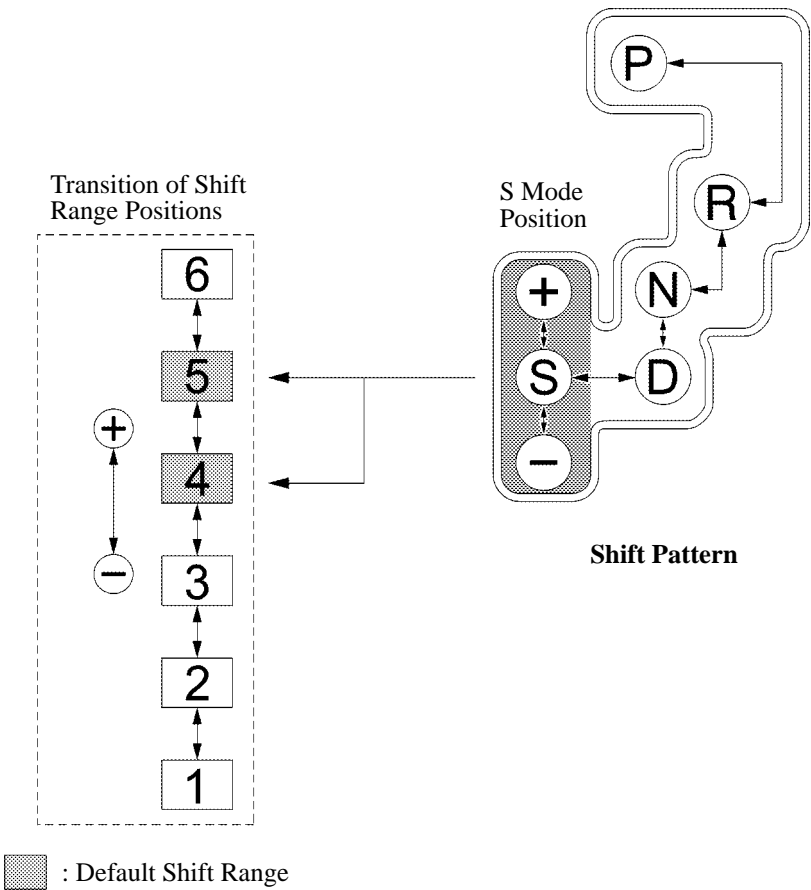 P
Transition of Shift
Range Positions
S Mode
Position
R
6
+
N
5
S
D
+
4
−
Shift Pattern
−
3
2
1
: Default Shift Range